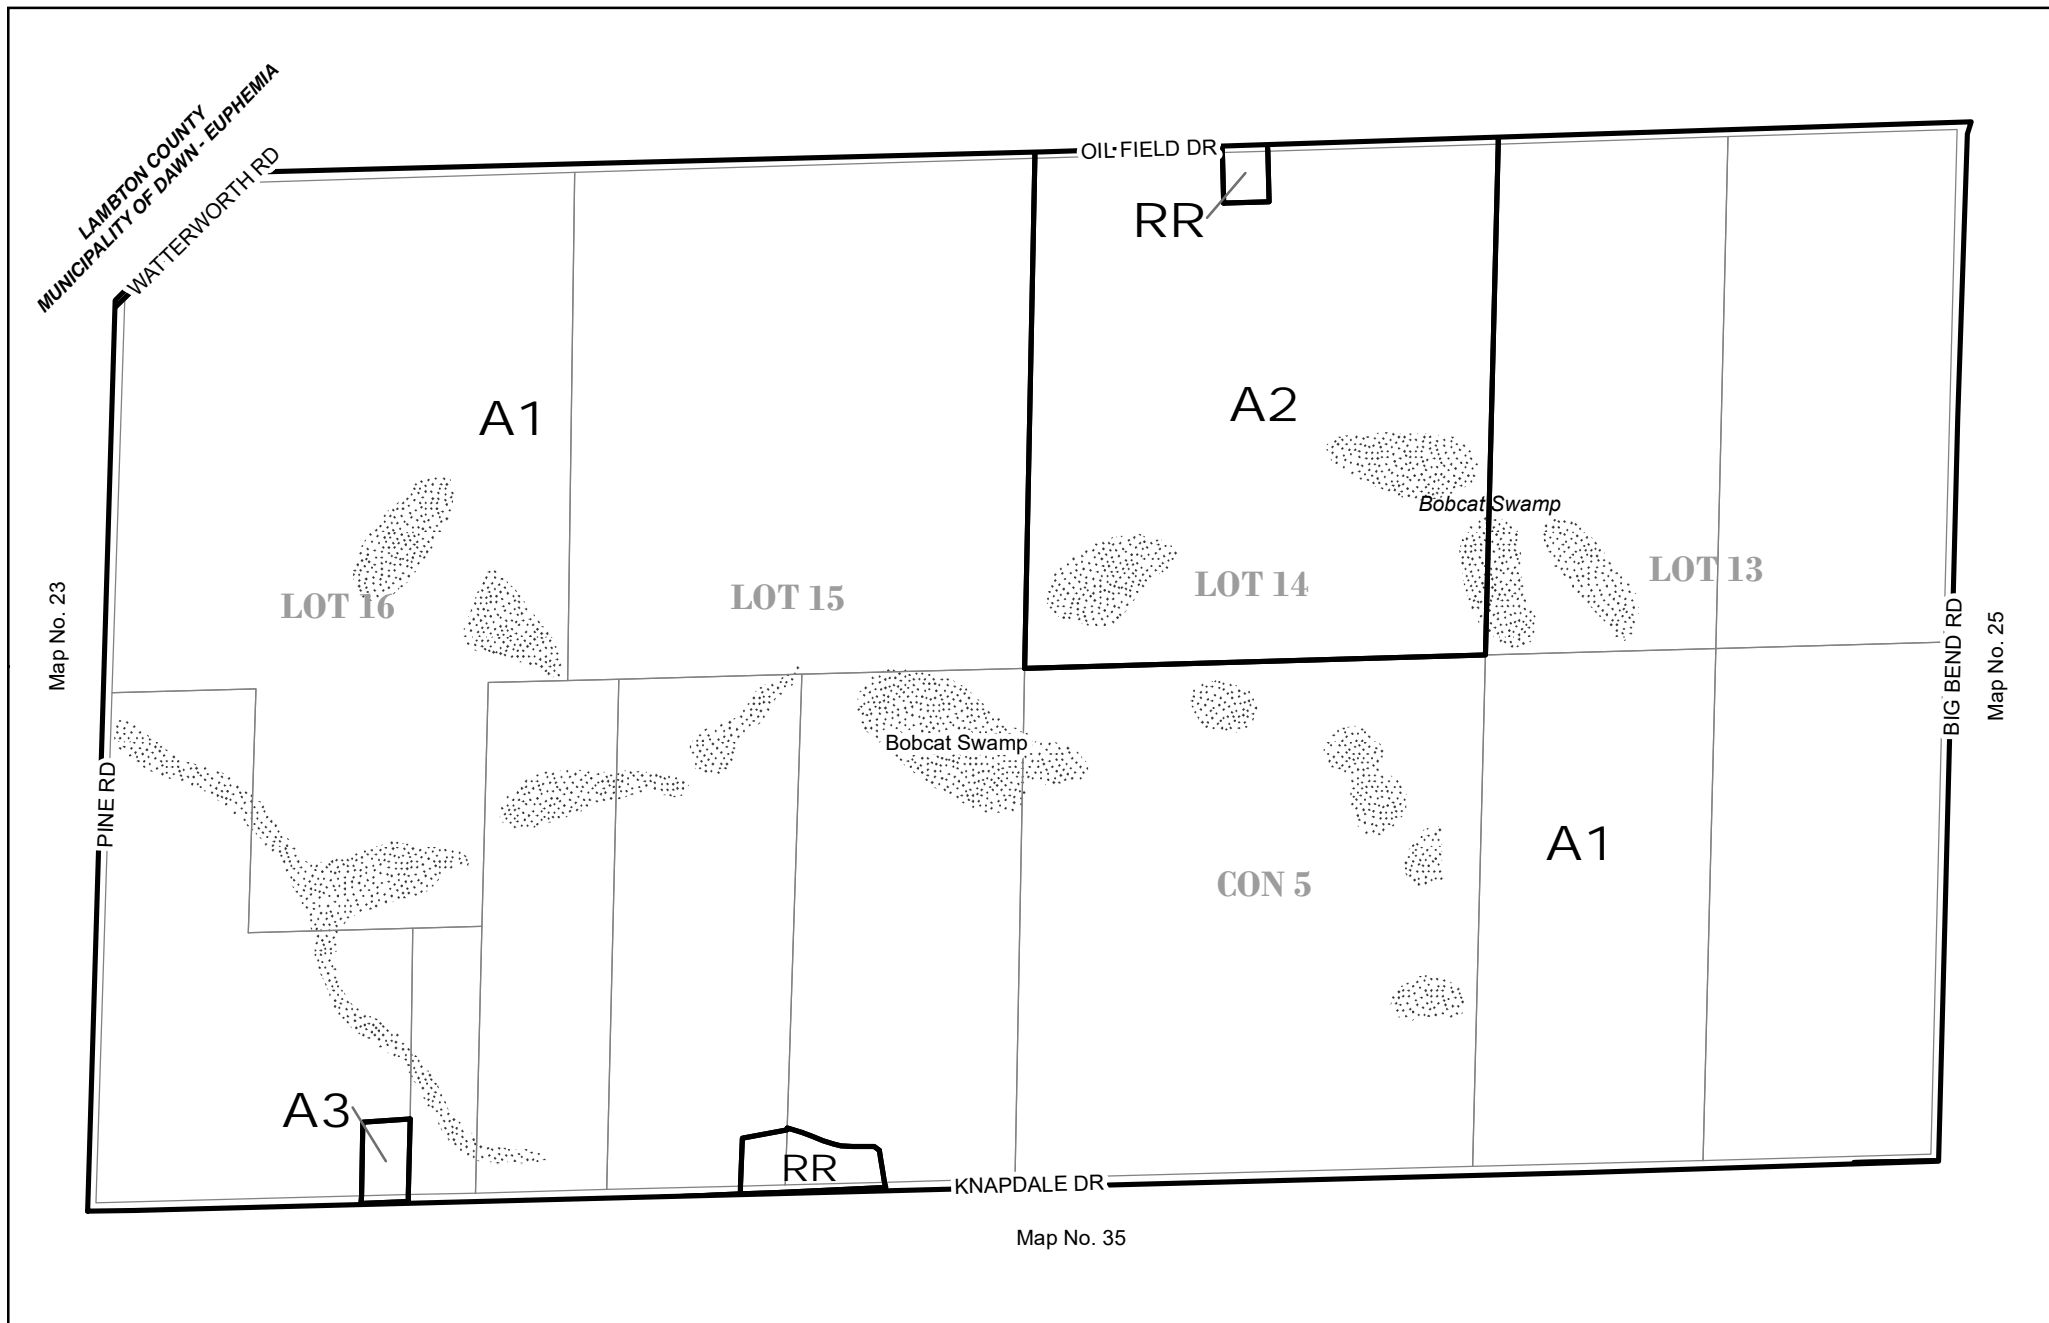 LAMBTON COUNTY
MUNICIPALITY OF DAWN - EUPHEMIA
WATTERWORTH RD
OIL FIELD DR
RR
A1
A2
Bobcat Swamp
LOT 16
LOT 15
LOT 14
LOT 13
Map No. 23
BIG BEND RD
Map No. 25
Bobcat Swamp
PINE RD
A1
CON 5
A3
RR
KNAPDALE DR
Map No. 35